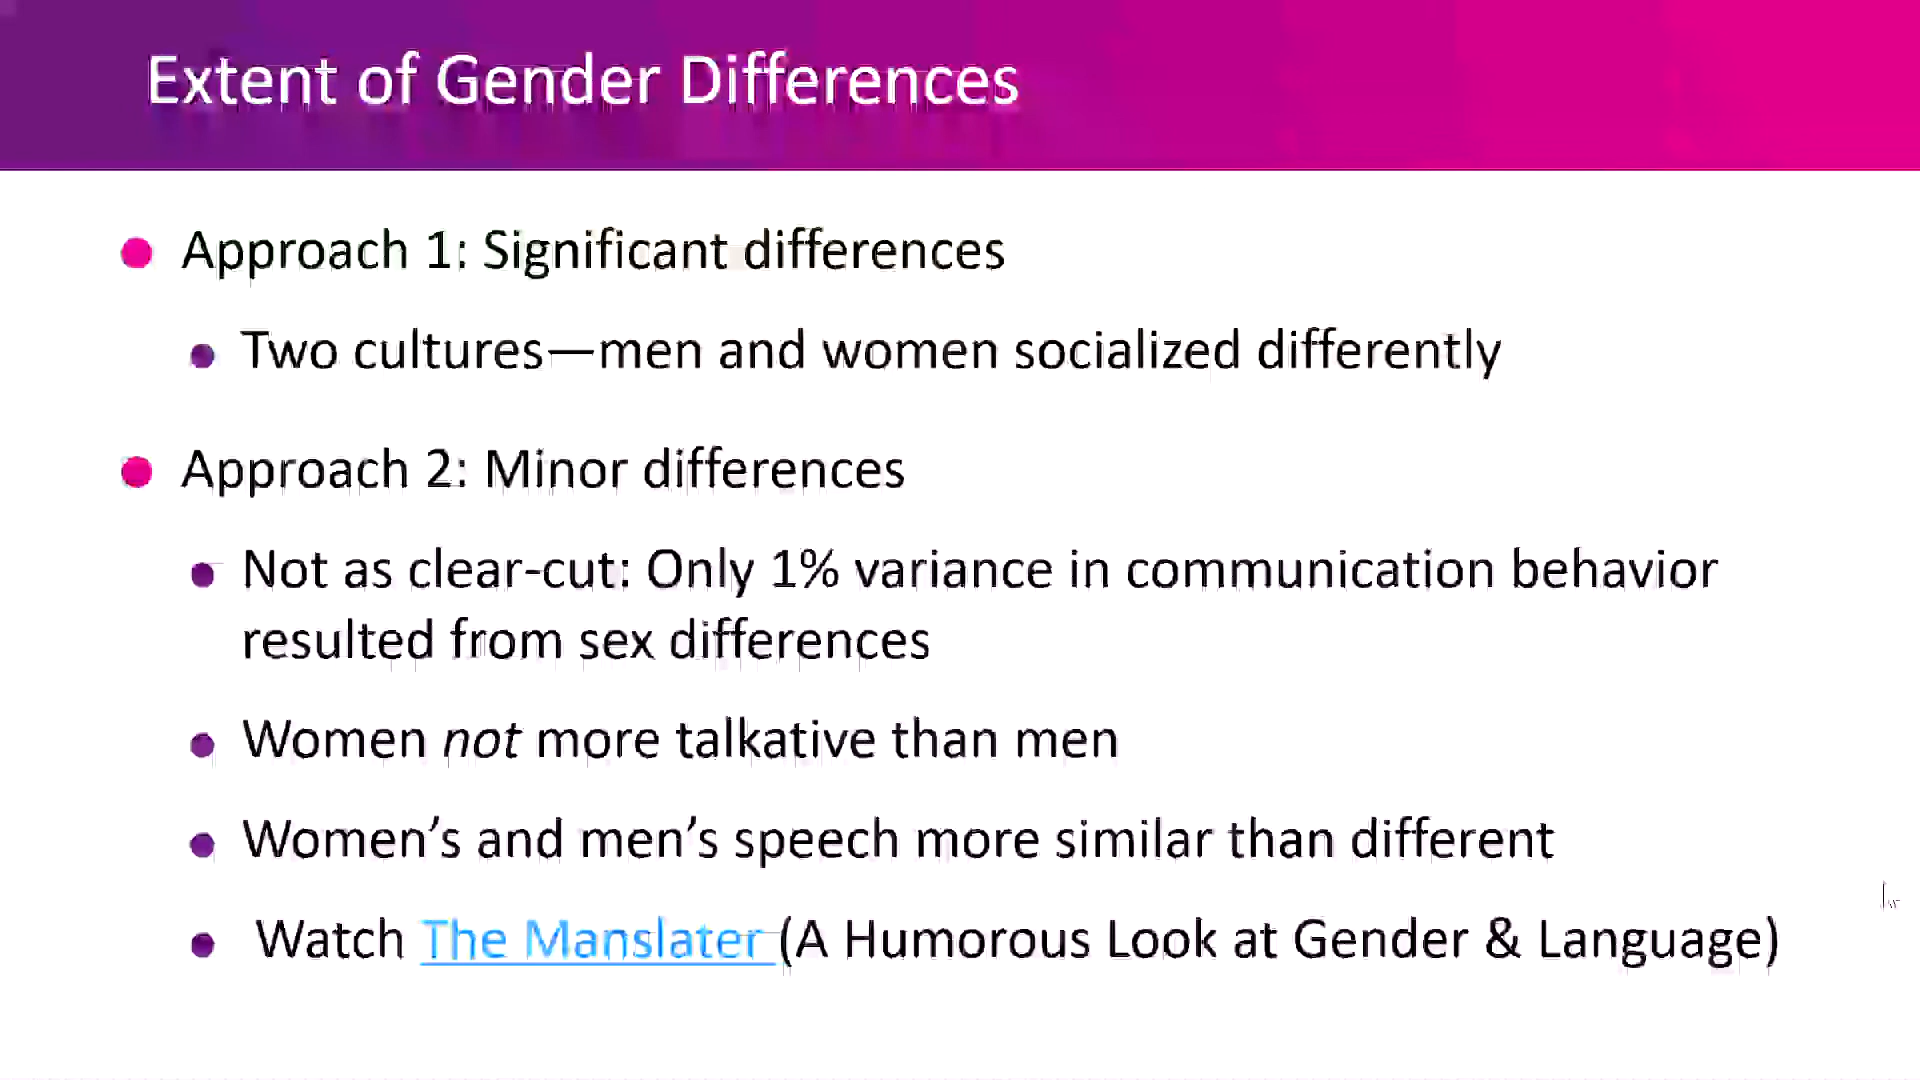 Extent of Gender Differences
Approach 1: Significant differences
Two cultures—men and women socialized differently
Approach 2: Minor differences
Not as clear-cut: Only 1% variance in communication behavior
resulted from sex differences
Women not more talkative than men
Women’s and men’s speech more similar than different
Watch The Manslater (A Humorous Look at Gender & Language)